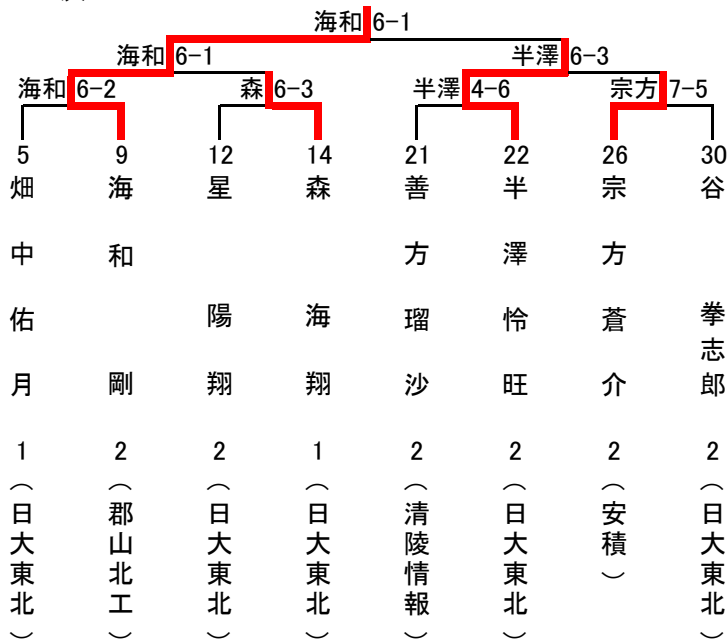 海和 6-1
海和 6-1
半澤 6-3
海和 6-2
森 6-3
半澤 4-6
宗方 7-5
5 畑中佑月 1 （日大東北）
9 海和 剛 2 （郡山北工）
12 星 陽翔 2 （日大東北）
14 森 海翔 1 （日大東北）
21 善方瑠沙 2 （清陵情報）
22 半澤怜旺 2 （日大東北）
26 宗方蒼介 2 （安積）
30 谷 拳志郎 2 （日大東北）